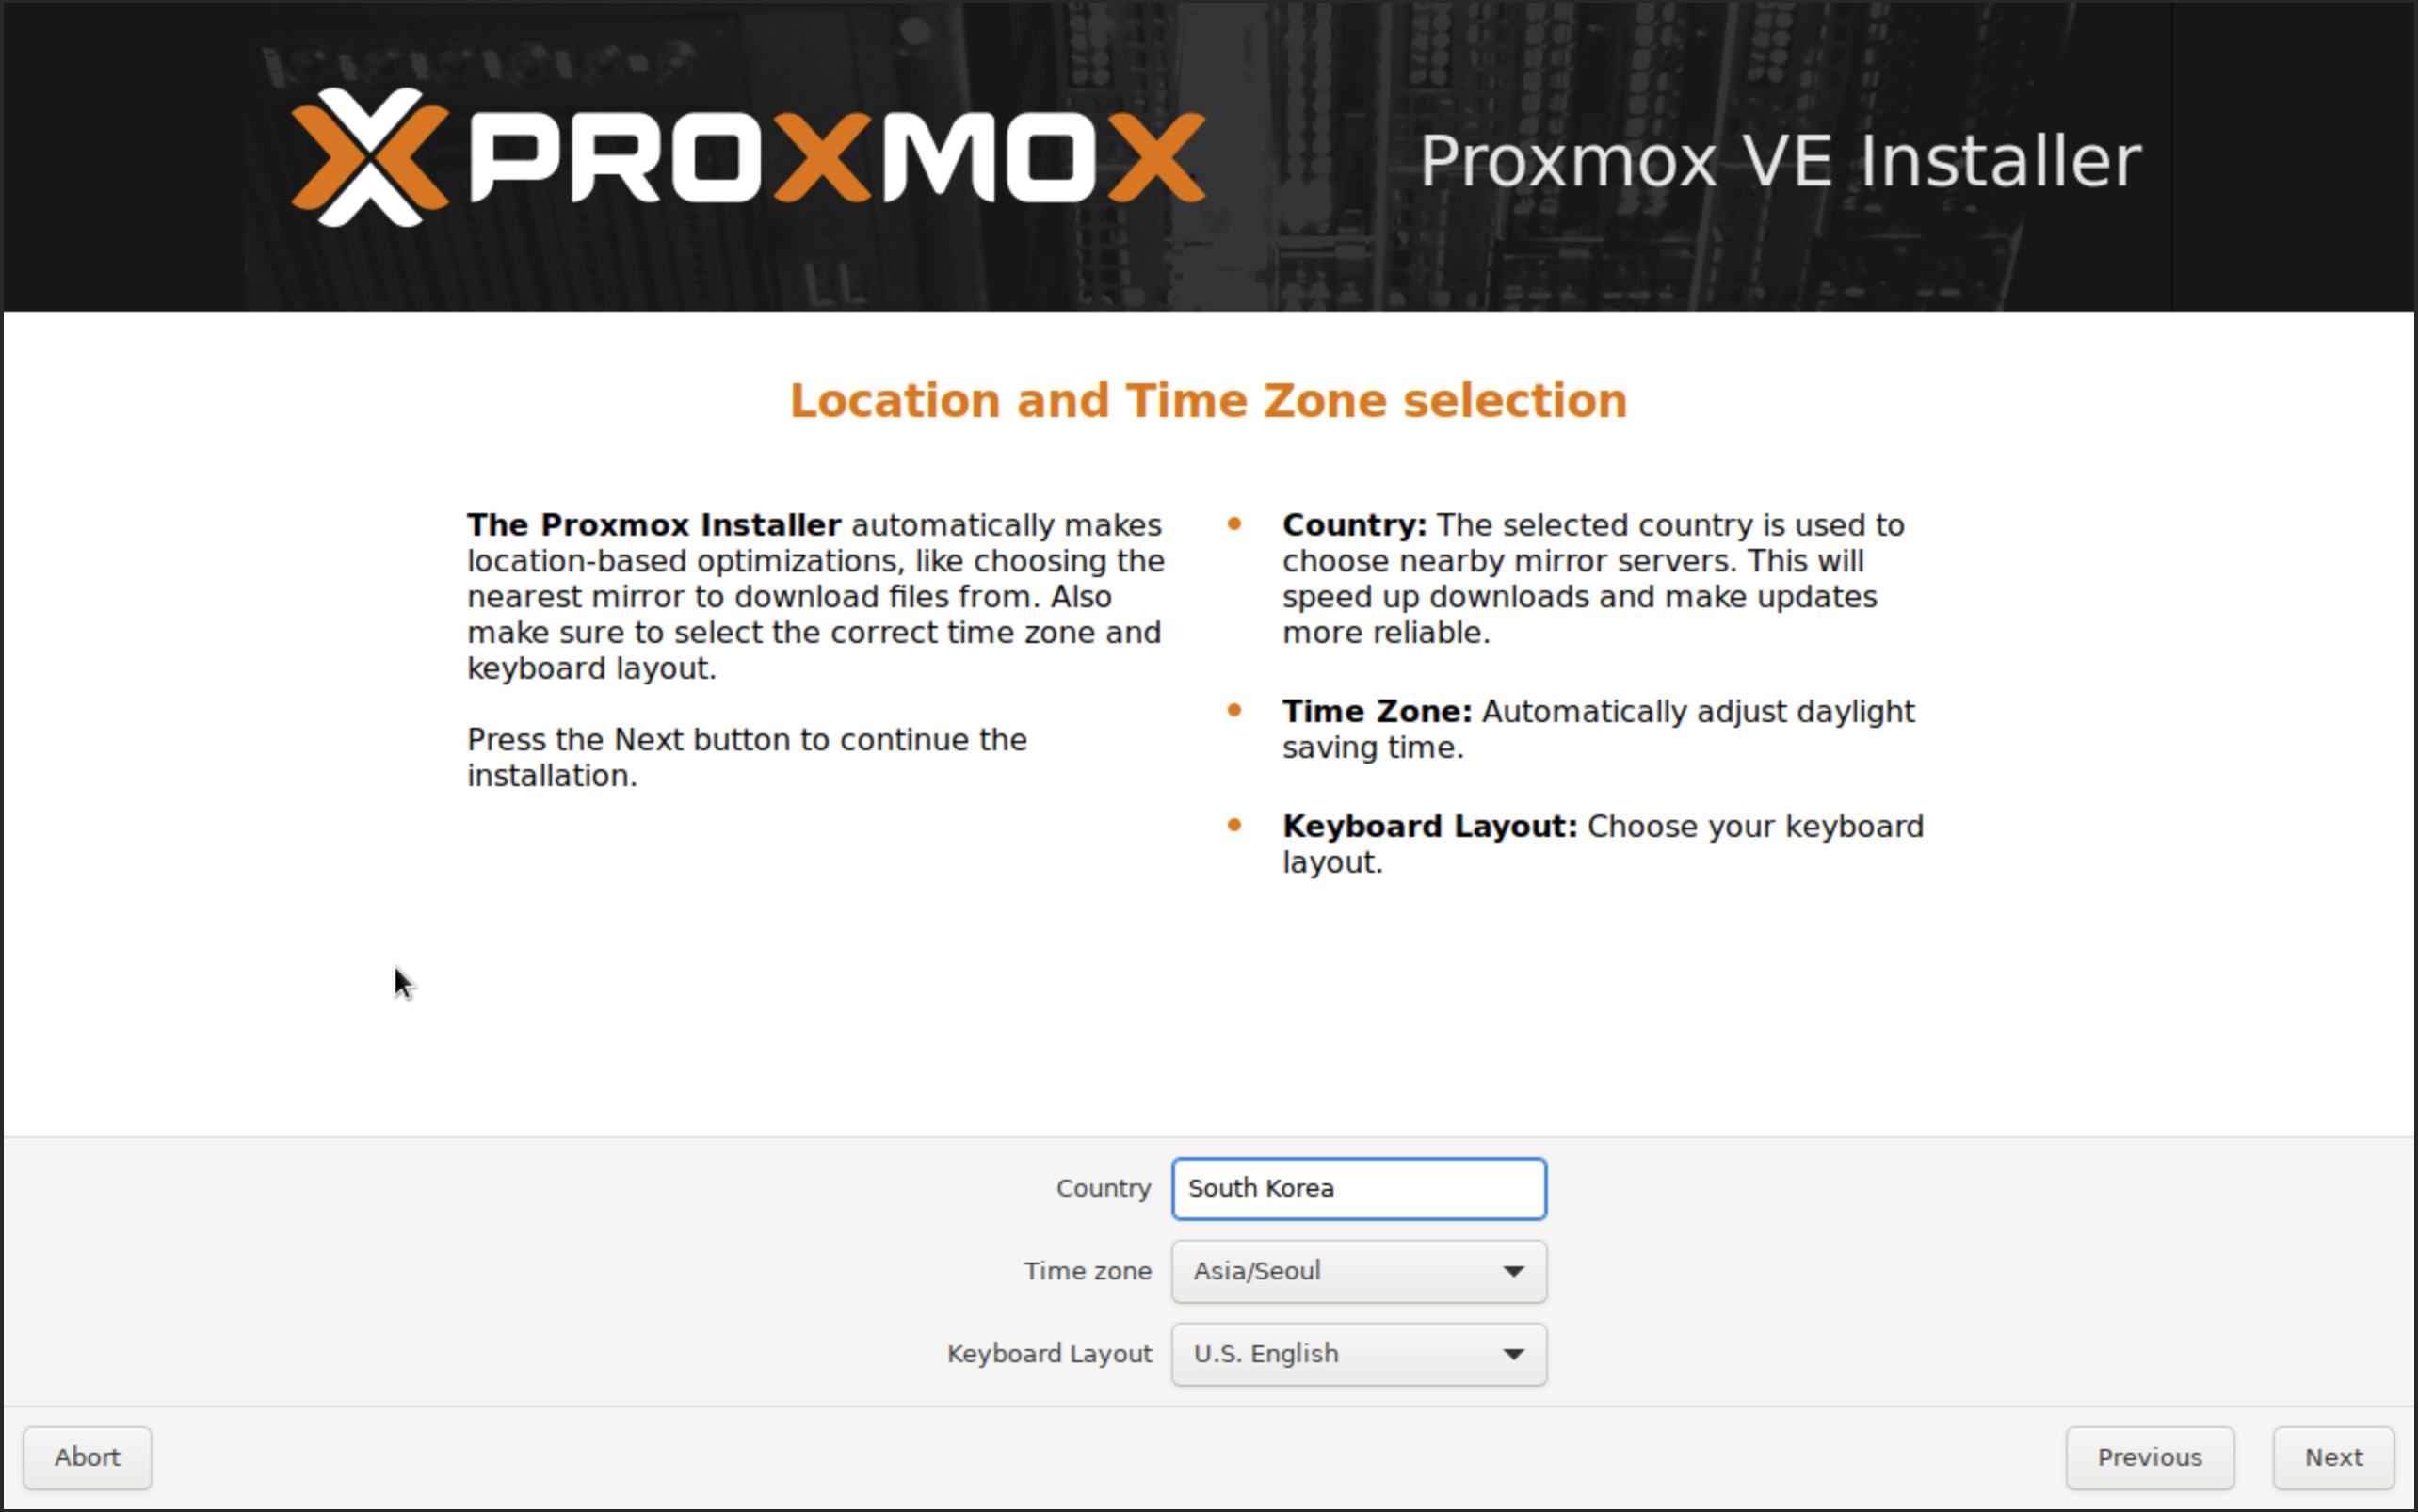 PROXMOX
Proxmox VE Installer
Location and Time Zone selection
The Proxmox Installer automatically makes
location-based optimizations, like choosing the
nearest mirror to download files from. Also
make sure to select the correct time zone and
keyboard layout.
Press the Next button to continue the
installation.
Country: The selected country is used to
choose nearby mirror servers. This will
speed up downloads and make updates
more reliable.
Time Zone: Automatically adjust daylight
saving time.
Keyboard Layout: Choose your keyboard
layout.
Country South Korea
Time zone Asia/Seoul
Keyboard Layout U.S. English
Abort Previous Next